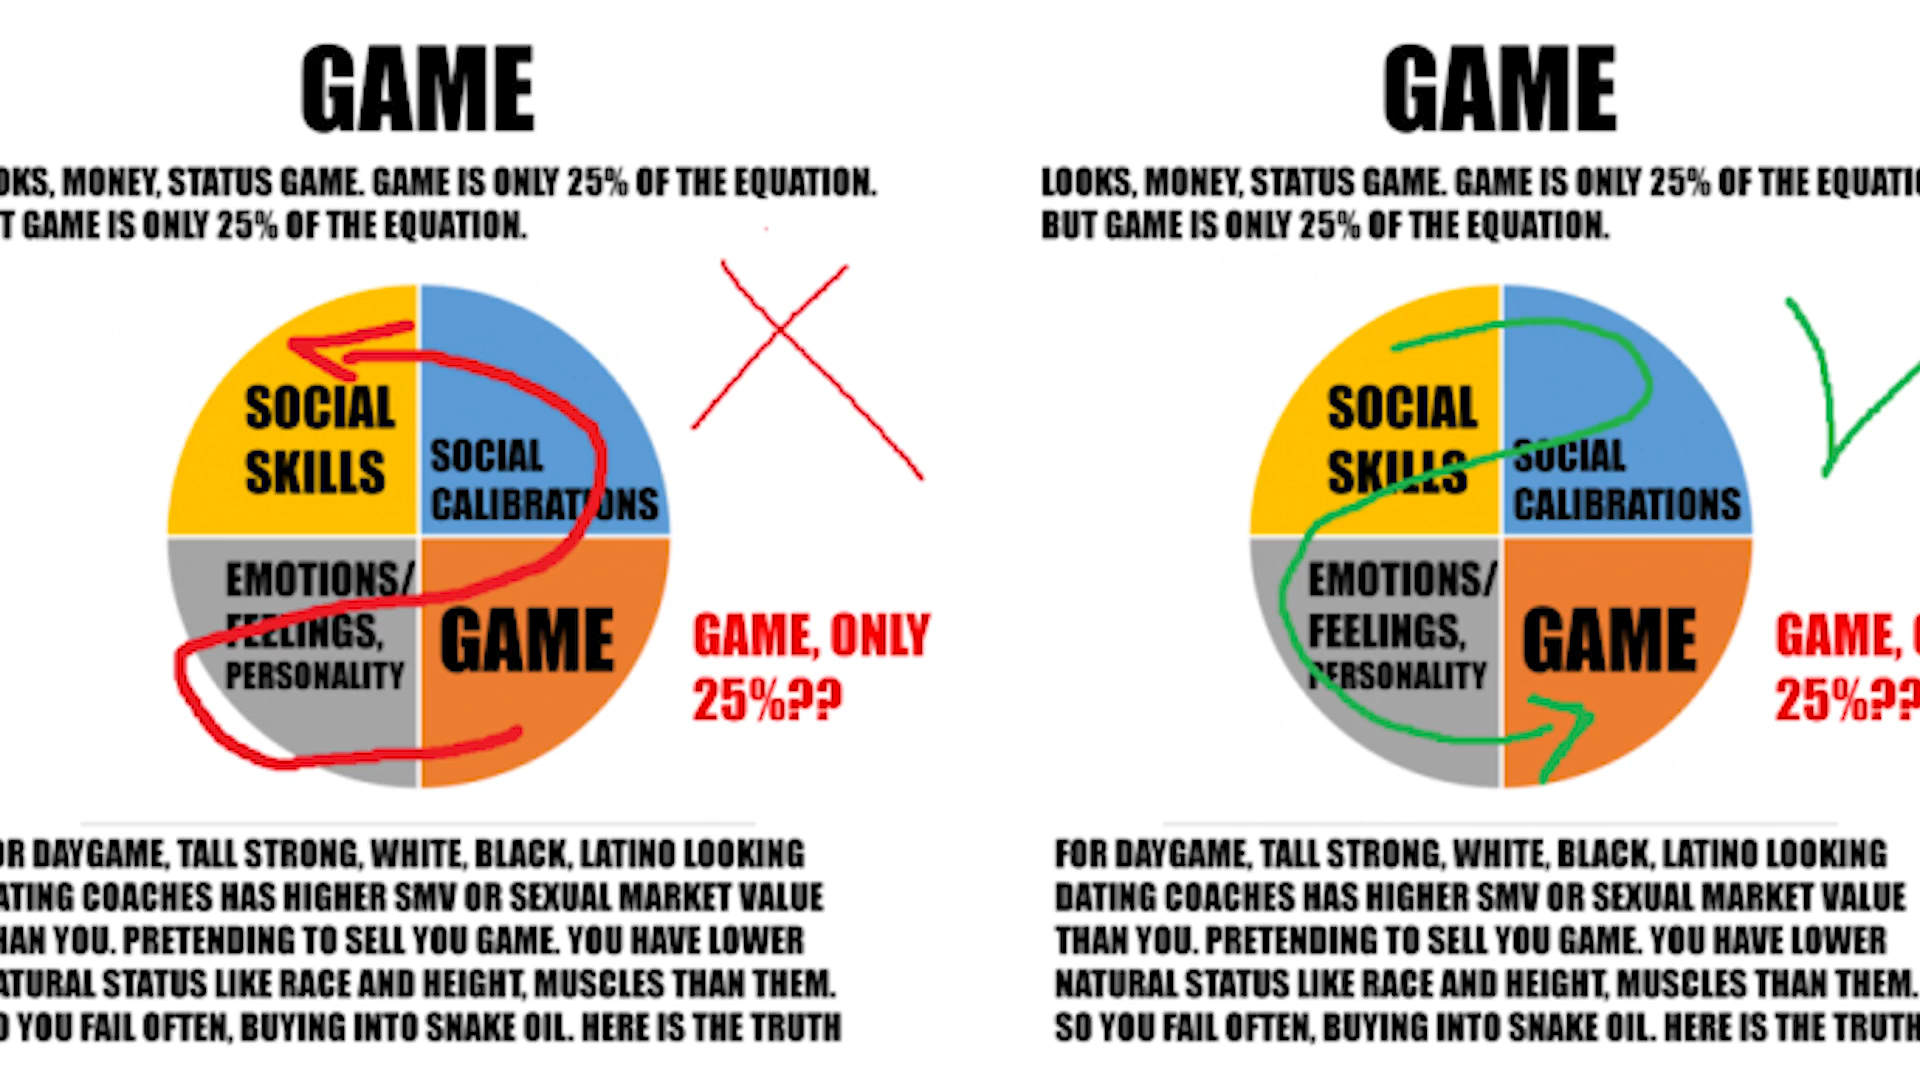 GAME
OKS, MONEY, STATUS GAME. GAME IS ONLY 25% OF THE EQUATION.
T GAME IS ONLY 25% OF THE EQUATION.
SOCIAL
SKILLS
SOCIAL
CALIBRATIONS
EMOTIONS/
FEELINGS,
PERSONALITY
GAME
GAME, ONLY
25%??
OR DAYGAME, TALL STRONG, WHITE, BLACK, LATINO LOOKING
ATING COACHES HAS HIGHER SMV OR SEXUAL MARKET VALUE
HAN YOU. PRETENDING TO SELL YOU GAME. YOU HAVE LOWER
ATURAL STATUS LIKE RACE AND HEIGHT, MUSCLES THAN THEM.
O YOU FAIL OFTEN, BUYING INTO SNAKE OIL. HERE IS THE TRUTH
GAME
LOOKS, MONEY, STATUS GAME. GAME IS ONLY 25% OF THE EQUATIO
BUT GAME IS ONLY 25% OF THE EQUATION.
SOCIAL
SKILLS
SOCIAL
CALIBRATIONS
EMOTIONS/
FEELINGS,
PERSONALITY
GAME
GAME, O
25%??
FOR DAYGAME, TALL STRONG, WHITE, BLACK, LATINO LOOKING
DATING COACHES HAS HIGHER SMV OR SEXUAL MARKET VALUE
THAN YOU. PRETENDING TO SELL YOU GAME. YOU HAVE LOWER
NATURAL STATUS LIKE RACE AND HEIGHT, MUSCLES THAN THEM.
SO YOU FAIL OFTEN, BUYING INTO SNAKE OIL. HERE IS THE TRUTH